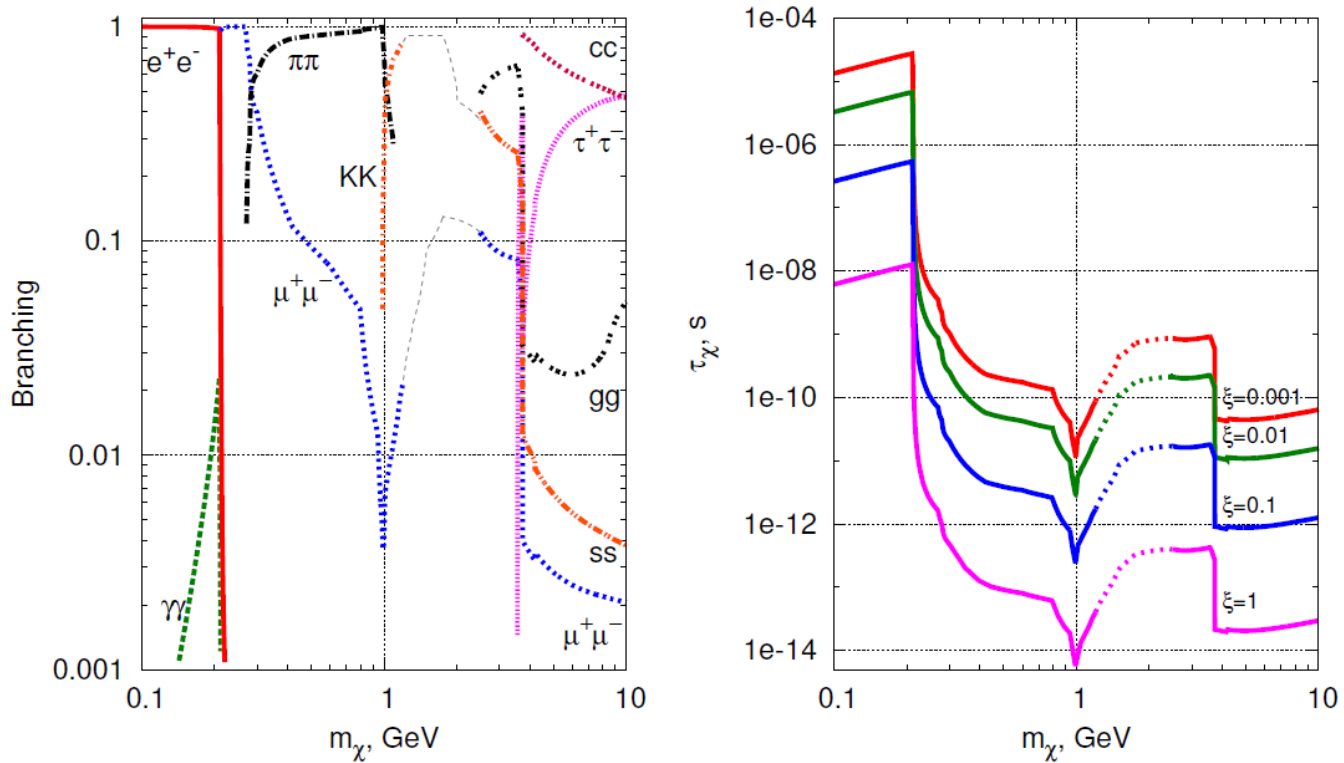 Branching
1
0.1
0.01
0.001
e⁺e⁻
ππ
cc
τ⁺τ⁻
KK
μ⁺μ⁻
gg
γγ
ss
μ⁺μ⁻
0.1
1
10
m_χ, GeV
τ_χ, s
1e-04
1e-06
1e-08
1e-10
1e-12
1e-14
ξ=0.001
ξ=0.01
ξ=0.1
ξ=1
0.1
1
10
m_χ, GeV